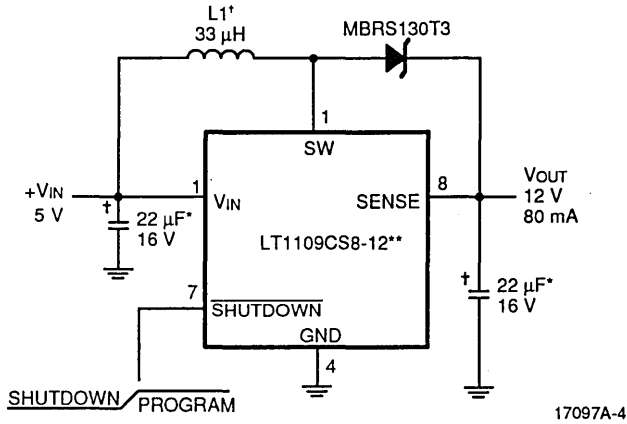 L1†
33 µH
MBRS130T3
1
SW
+VIN
5 V
1
VIN
SENSE
8
VOUT
12 V
80 mA
†
22 µF*
16 V
LT1109CS8-12**
7
SHUTDOWN
†
22 µF*
16 V
GND
4
SHUTDOWN
PROGRAM
17097A-4